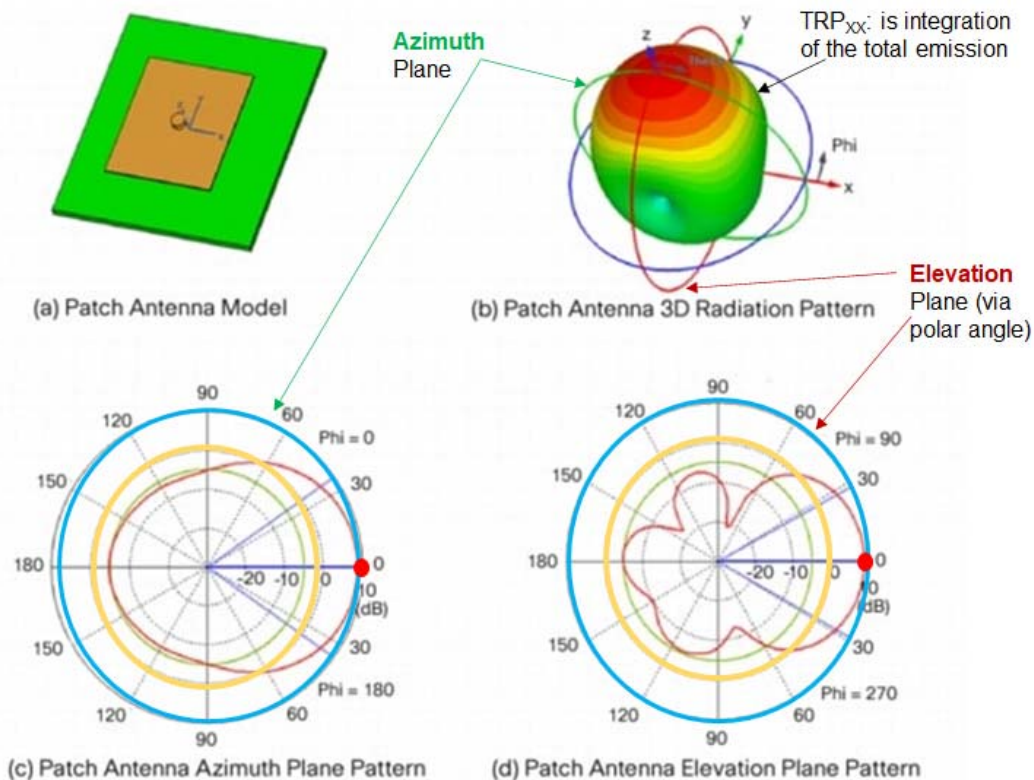 Azimuth
Plane
TRPXX: is integration
of the total emission
z
y
Phi
x
(a) Patch Antenna Model
(b) Patch Antenna 3D Radiation Pattern
Elevation
Plane (via
polar angle)
90
120
60
Phi = 0
150
30
180
-20
-10
0
0
10
(dB)
150
30
Phi = 180
120
60
90
(c) Patch Antenna Azimuth Plane Pattern
90
120
60
Phi = 90
150
30
180
-20
-10
0
0
10
(dB)
150
30
Phi = 270
120
60
90
(d) Patch Antenna Elevation Plane Pattern